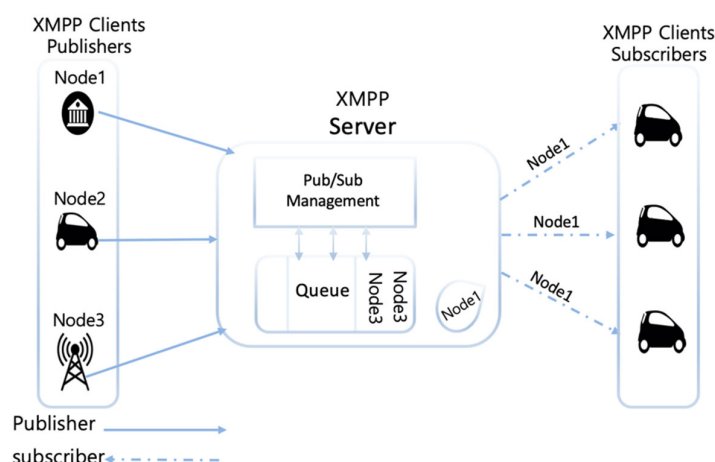 XMPP Clients
Publishers
Node1
Node2
Node3
XMPP
Server
Pub/Sub
Management
Queue
Node3
Node3
Node1
Node1
Node1
Node1
XMPP Clients
Subscribers
Publisher
subscriber